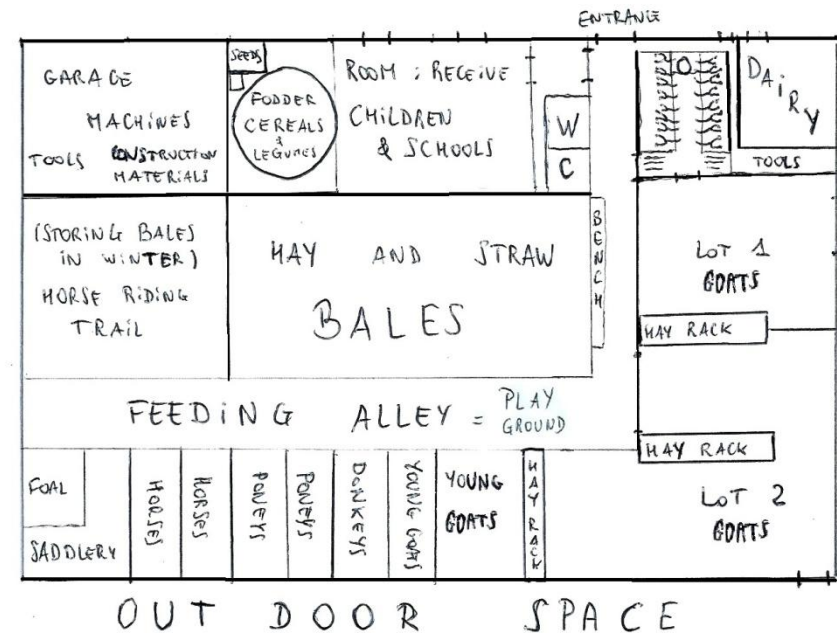 ENTRANCE
GARAGE
MACHINES
TOOLS CONSTRUCTION
MATERIALS
SEEDS
FODDER
CEREALS
&
LEGUMES
ROOM : RECEIVE
CHILDREN
& SCHOOLS
W
C
DAIRY
TOOLS
(STORING BALES
IN WINTER)
HORSE RIDING
TRAIL
HAY AND STRAW
BALES
BENCH
LOT 1
GOATS
HAY RACK
FEEDING ALLEY = PLAY
GROUND
HAY RACK
LOT 2
GOATS
FOAL
SADDLERY
HORSES
HORSES
PONEYS
PONEYS
DONKEYS
YOUNG GOATS
YOUNG
GOATS
HAY RACK
OUT DOOR SPACE